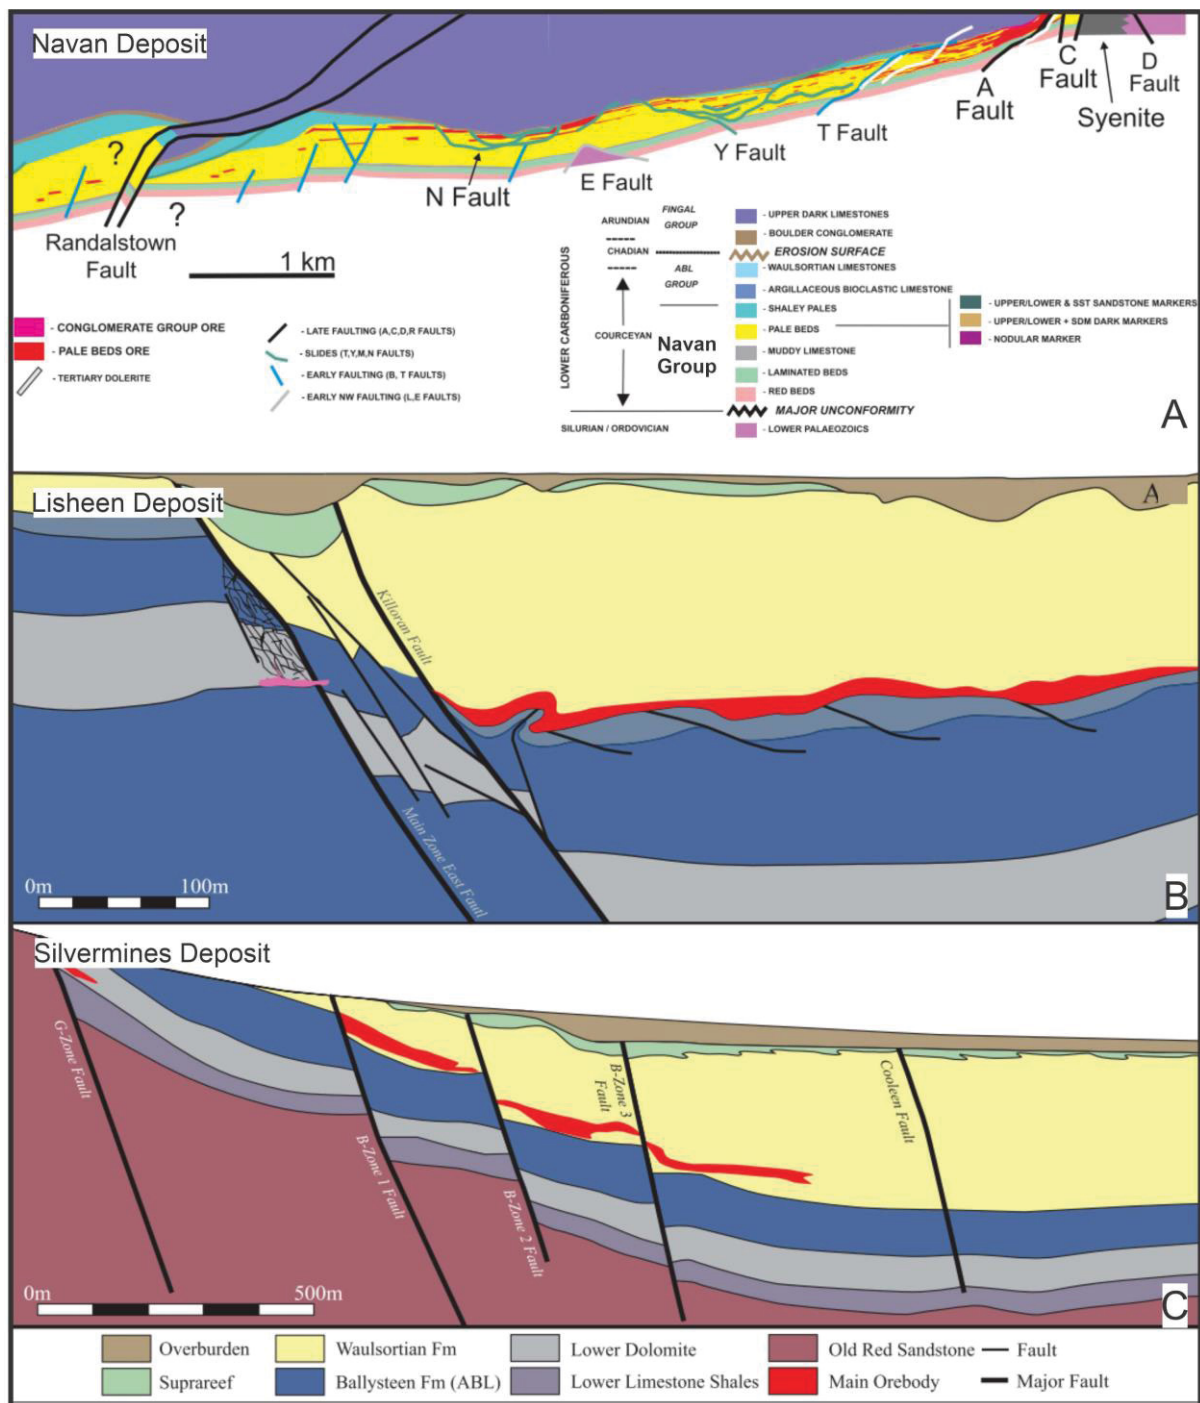 Navan Deposit
?
?
Randalstown
Fault
1 km
N Fault
E Fault
Y Fault
T Fault
A
Fault
C
Fault
Syenite
D
Fault
- CONGLOMERATE GROUP ORE
- PALE BEDS ORE
- TERTIARY DOLERITE
- LATE FAULTING (A,C,D,R FAULTS)
- SLIDES (T,Y,M,N FAULTS)
- EARLY FAULTING (B, T FAULTS)
- EARLY NW FAULTING (L,E FAULTS)
LOWER CARBONIFEROUS
ARUNDIAN
CHADIAN
COURCEYAN
SILURIAN / ORDOVICIAN
FINGAL
GROUP
ABL
GROUP
Navan
Group
- UPPER DARK LIMESTONES
- BOULDER CONGLOMERATE
EROSION SURFACE
- WAULSORTIAN LIMESTONES
- ARGILLACEOUS BIOCLASTIC LIMESTONE
- SHALEY PALES
- PALE BEDS
- MUDDY LIMESTONE
- LAMINATED BEDS
- RED BEDS
MAJOR UNCONFORMITY
- LOWER PALAEOZOICS
- UPPER/LOWER & SST SANDSTONE MARKERS
- UPPER/LOWER + SDM DARK MARKERS
- NODULAR MARKER
A
Lisheen Deposit
A
Killoran Fault
Main Zone East Fautl
0m 100m
B
Silvermines Deposit
G-Zone Fault
B-Zone 1 Fault
B-Zone 2 Fault
B-Zone 3
Fault
Cooleen Fault
0m 500m
C
Overburden
Waulsortian Fm
Lower Dolomite
Old Red Sandstone
Fault
Suprareef
Ballysteen Fm (ABL)
Lower Limestone Shales
Main Orebody
Major Fault